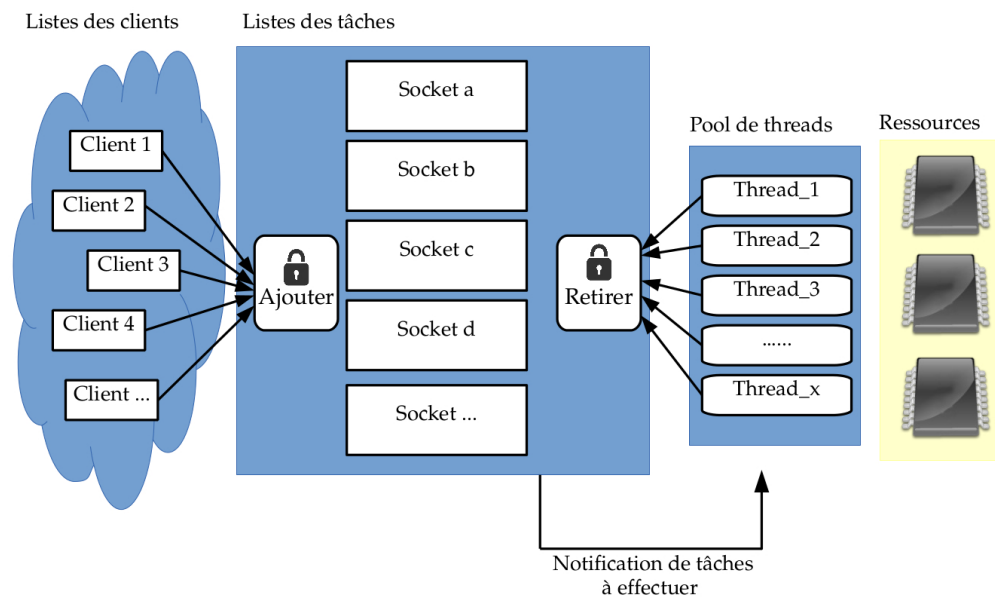 Listes des clients
Listes des tâches
Pool de threads
Ressources
Client 1
Client 2
Client 3
Client 4
Client ...
Ajouter
Socket a
Socket b
Socket c
Socket d
Socket ...
Retirer
Thread_1
Thread_2
Thread_3
......
Thread_x
Notification de tâches
à effectuer